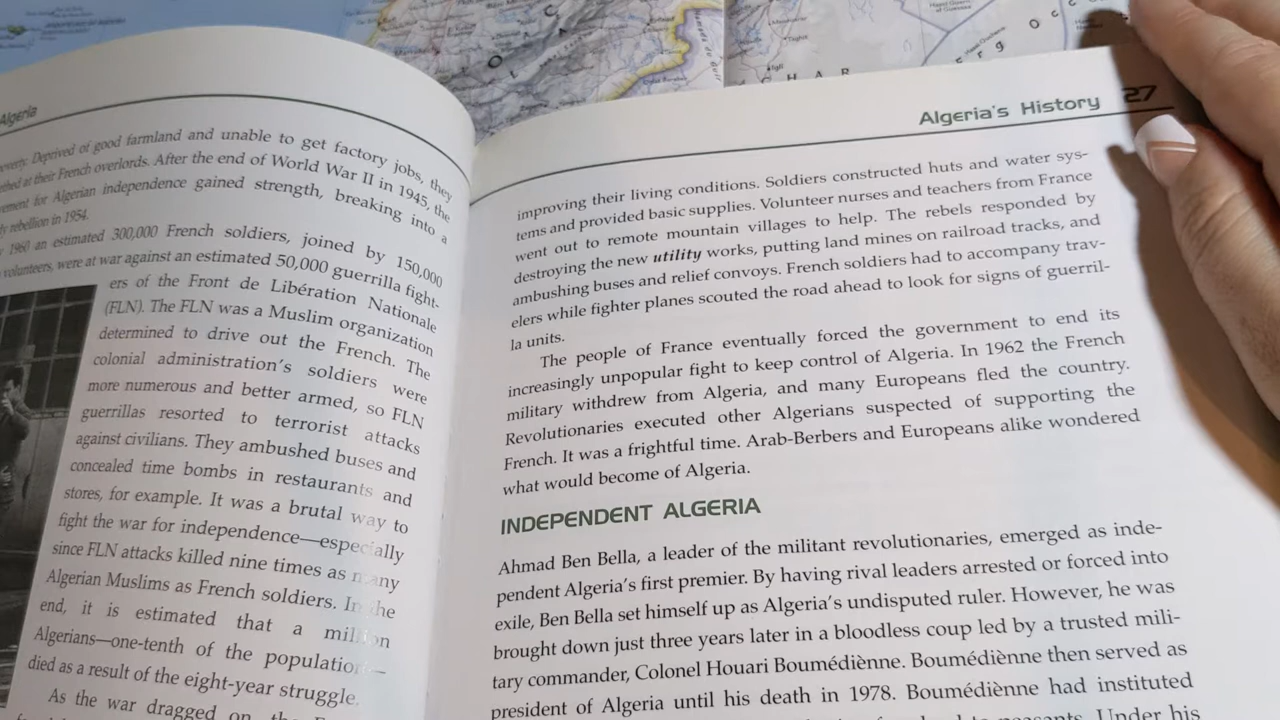 Algeria
overty. Deprived of good farmland and unable to get factory jobs, they
thed at their French overlords. After the end of World War II in 1945, the
ement for Algerian independence gained strength, breaking into a
ly rebellion in 1954.
1960 an estimated 300,000 French soldiers, joined by 150,000
volunteers, were at war against an estimated 50,000 guerrilla fight-
ers of the Front de Libération Nationale
(FLN). The FLN was a Muslim organization
determined to drive out the French. The
colonial administration's soldiers were
more numerous and better armed, so FLN
guerrillas resorted to terrorist attacks
against civilians. They ambushed buses and
concealed time bombs in restaurants and
stores, for example. It was a brutal way to
fight the war for independence—especially
since FLN attacks killed nine times as many
Algerian Muslims as French soldiers. In the
end, it is estimated that a million
Algerians—one-tenth of the population—
died as a result of the eight-year struggle.
As the war dragged on, the
Algeria's History 27
improving their living conditions. Soldiers constructed huts and water sys-
tems and provided basic supplies. Volunteer nurses and teachers from France
went out to remote mountain villages to help. The rebels responded by
destroying the new utility works, putting land mines on railroad tracks, and
ambushing buses and relief convoys. French soldiers had to accompany trav-
elers while fighter planes scouted the road ahead to look for signs of guerril-
la units.
The people of France eventually forced the government to end its
increasingly unpopular fight to keep control of Algeria. In 1962 the French
military withdrew from Algeria, and many Europeans fled the country.
Revolutionaries executed other Algerians suspected of supporting the
French. It was a frightful time. Arab-Berbers and Europeans alike wondered
what would become of Algeria.
INDEPENDENT ALGERIA
Ahmad Ben Bella, a leader of the militant revolutionaries, emerged as inde-
pendent Algeria's first premier. By having rival leaders arrested or forced into
exile, Ben Bella set himself up as Algeria's undisputed ruler. However, he was
brought down just three years later in a bloodless coup led by a trusted mili-
tary commander, Colonel Houari Boumédiènne. Boumédiènne then served as
president of Algeria until his death in 1978. Boumédiènne had instituted
to peasants. Under his